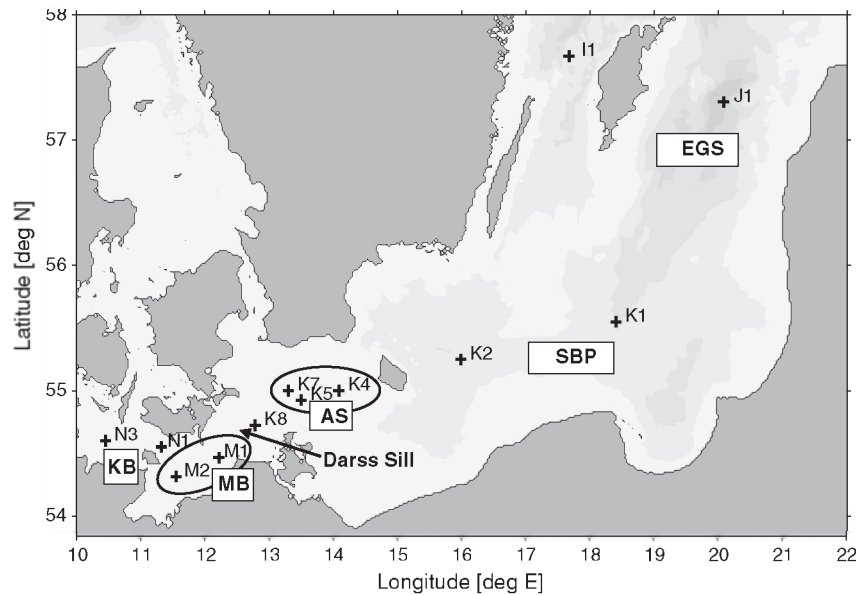 58
57
56
55
54
Latitude [deg N]
I1
J1
EGS
K1
K2
SBP
K7
K5
K4
AS
K8
N3
N1
M1
KB
M2
MB
Darss Sill
10 11 12 13 14 15 16 17 18 19 20 21 22
Longitude [deg E]